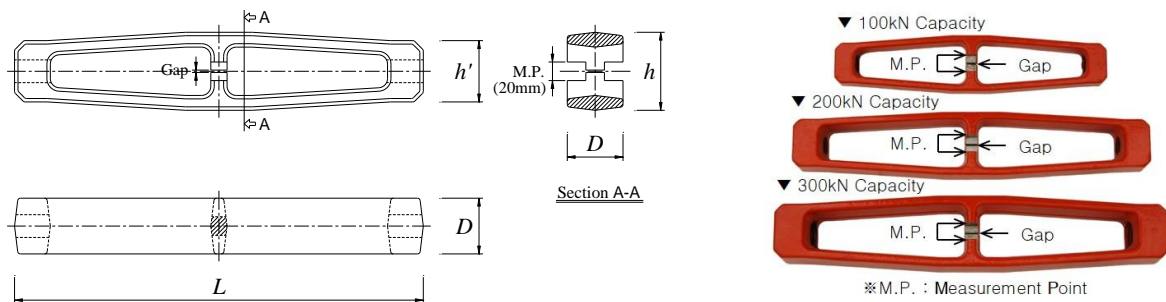 A
Gap
h'
A
M.P.
(20mm)
h
D
Section A-A
D
L
▼ 100kN Capacity
M.P.
Gap
▼ 200kN Capacity
M.P.
Gap
▼ 300kN Capacity
M.P.
Gap
※M.P. : Measurement Point